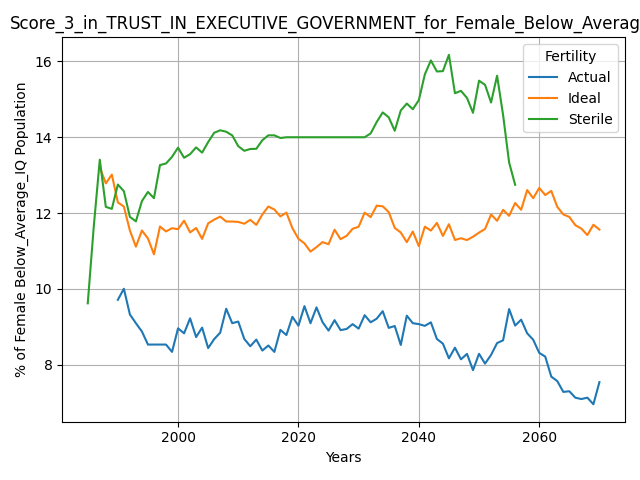 Score_3_in_TRUST_IN_EXECUTIVE_GOVERNMENT_for_Female_Below_Averag
% of Female Below_Average_IQ Population
16
14
12
10
8
Fertility
Actual
Ideal
Sterile
2000
2020
2040
2060
Years